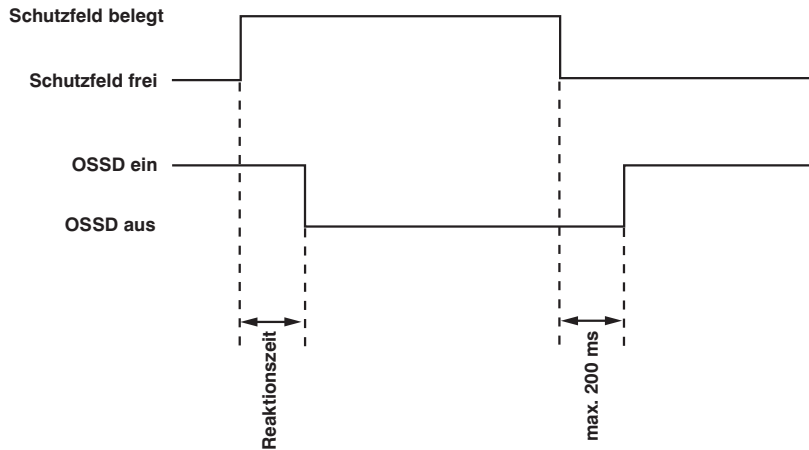 Schutzfeld belegt
Schutzfeld frei
OSSD ein
OSSD aus
Reaktionszeit
max. 200 ms